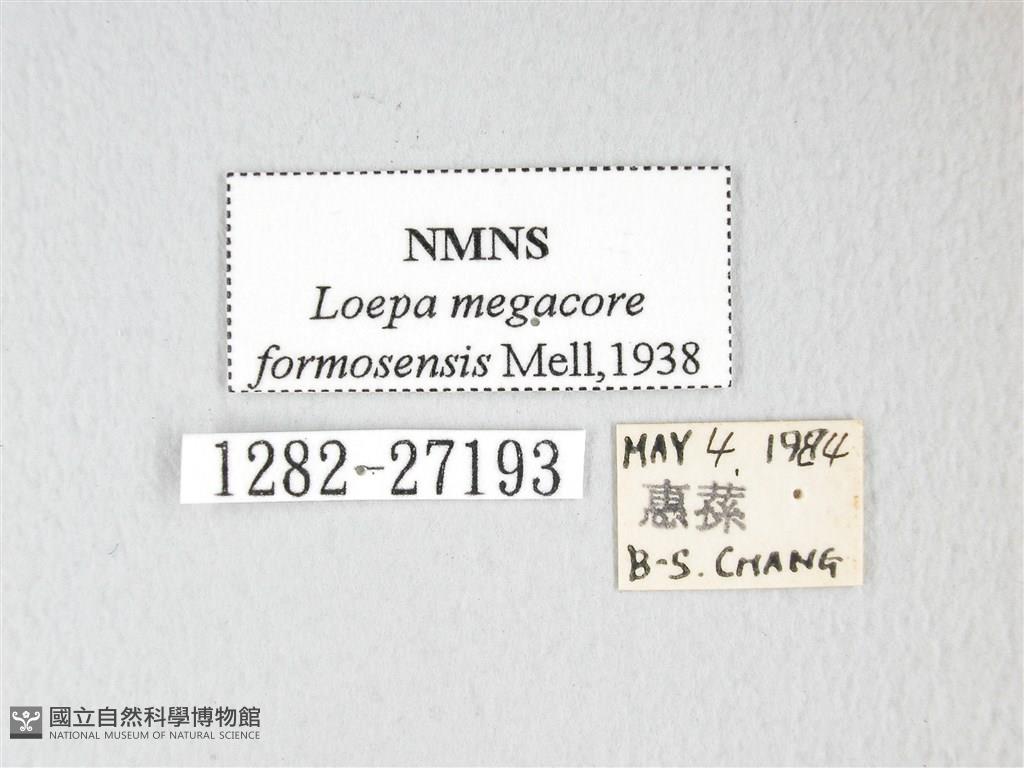 NMNS
Loepa megacore
formosensis Mell,1938
1282-27193
MAY 4. 1984
惠蓀
B-S. CHANG
國立自然科學博物館
NATIONAL MUSEUM OF NATURAL SCIENCE